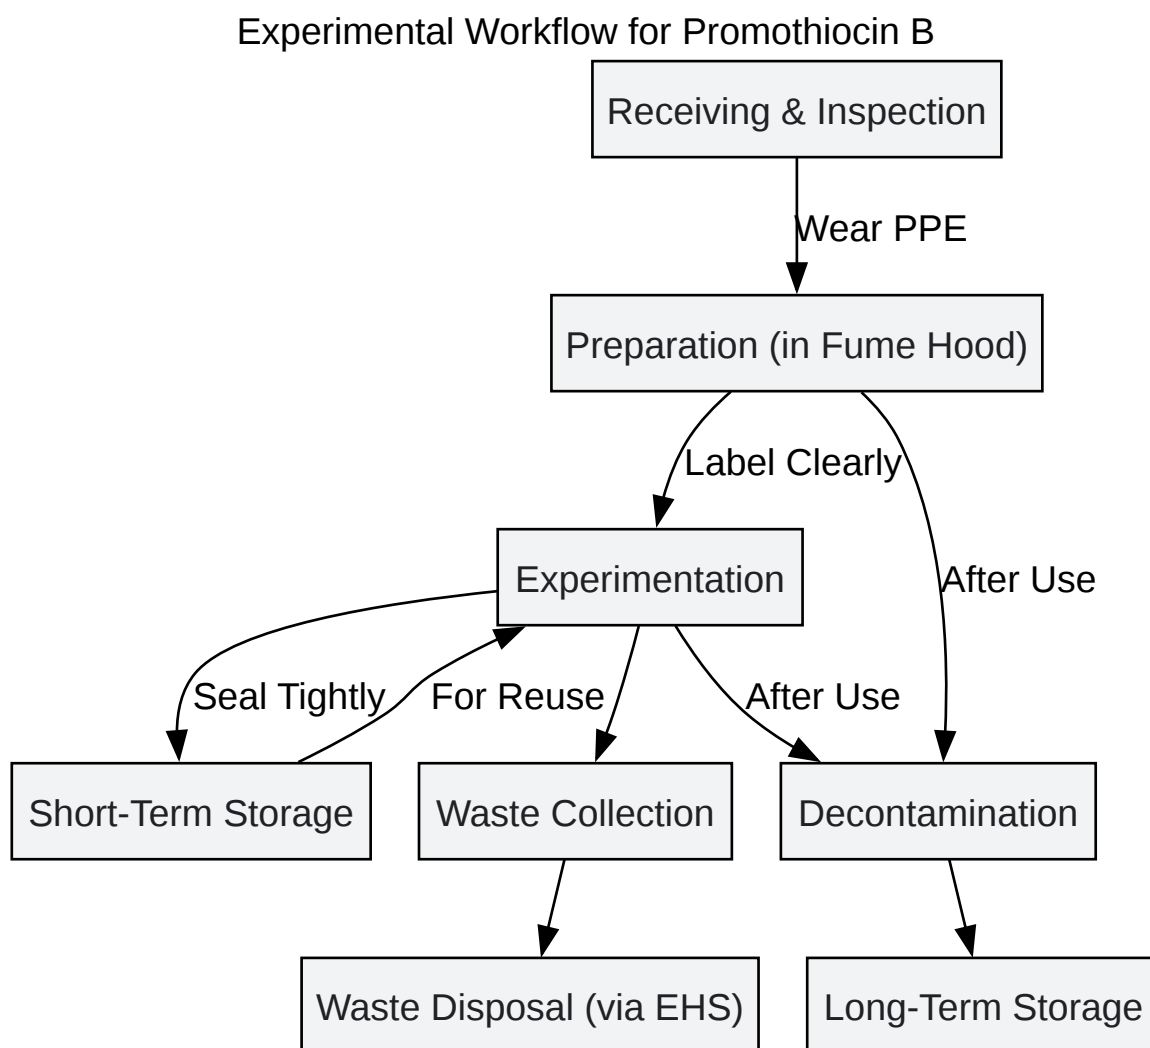 Experimental Workflow for Promothiocin B
Receiving & Inspection
Wear PPE
Preparation (in Fume Hood)
Label Clearly
Experimentation
After Use
Seal Tightly
For Reuse
After Use
Short-Term Storage
Waste Collection
Decontamination
Waste Disposal (via EHS)
Long-Term Storage